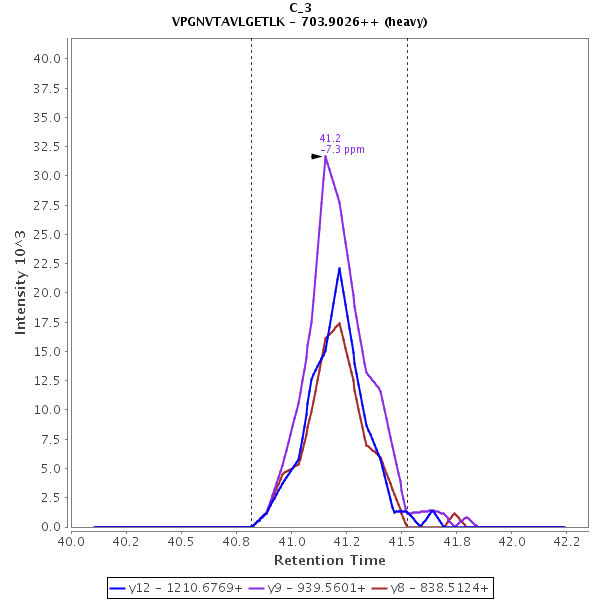 C_3
VPGNVTAVLGETLK - 703.9026++ (heavy)
40.0
37.5
35.0
32.5
30.0
27.5
25.0
22.5
20.0
17.5
15.0
12.5
10.0
7.5
5.0
2.5
0.0
Intensity 10^3
41.2
-7.3 ppm
40.0 40.2 40.5 40.8 41.0 41.2 41.5 41.8 42.0 42.2
Retention Time
y12 - 1210.6769+ y9 - 939.5601+ y8 - 838.5124+